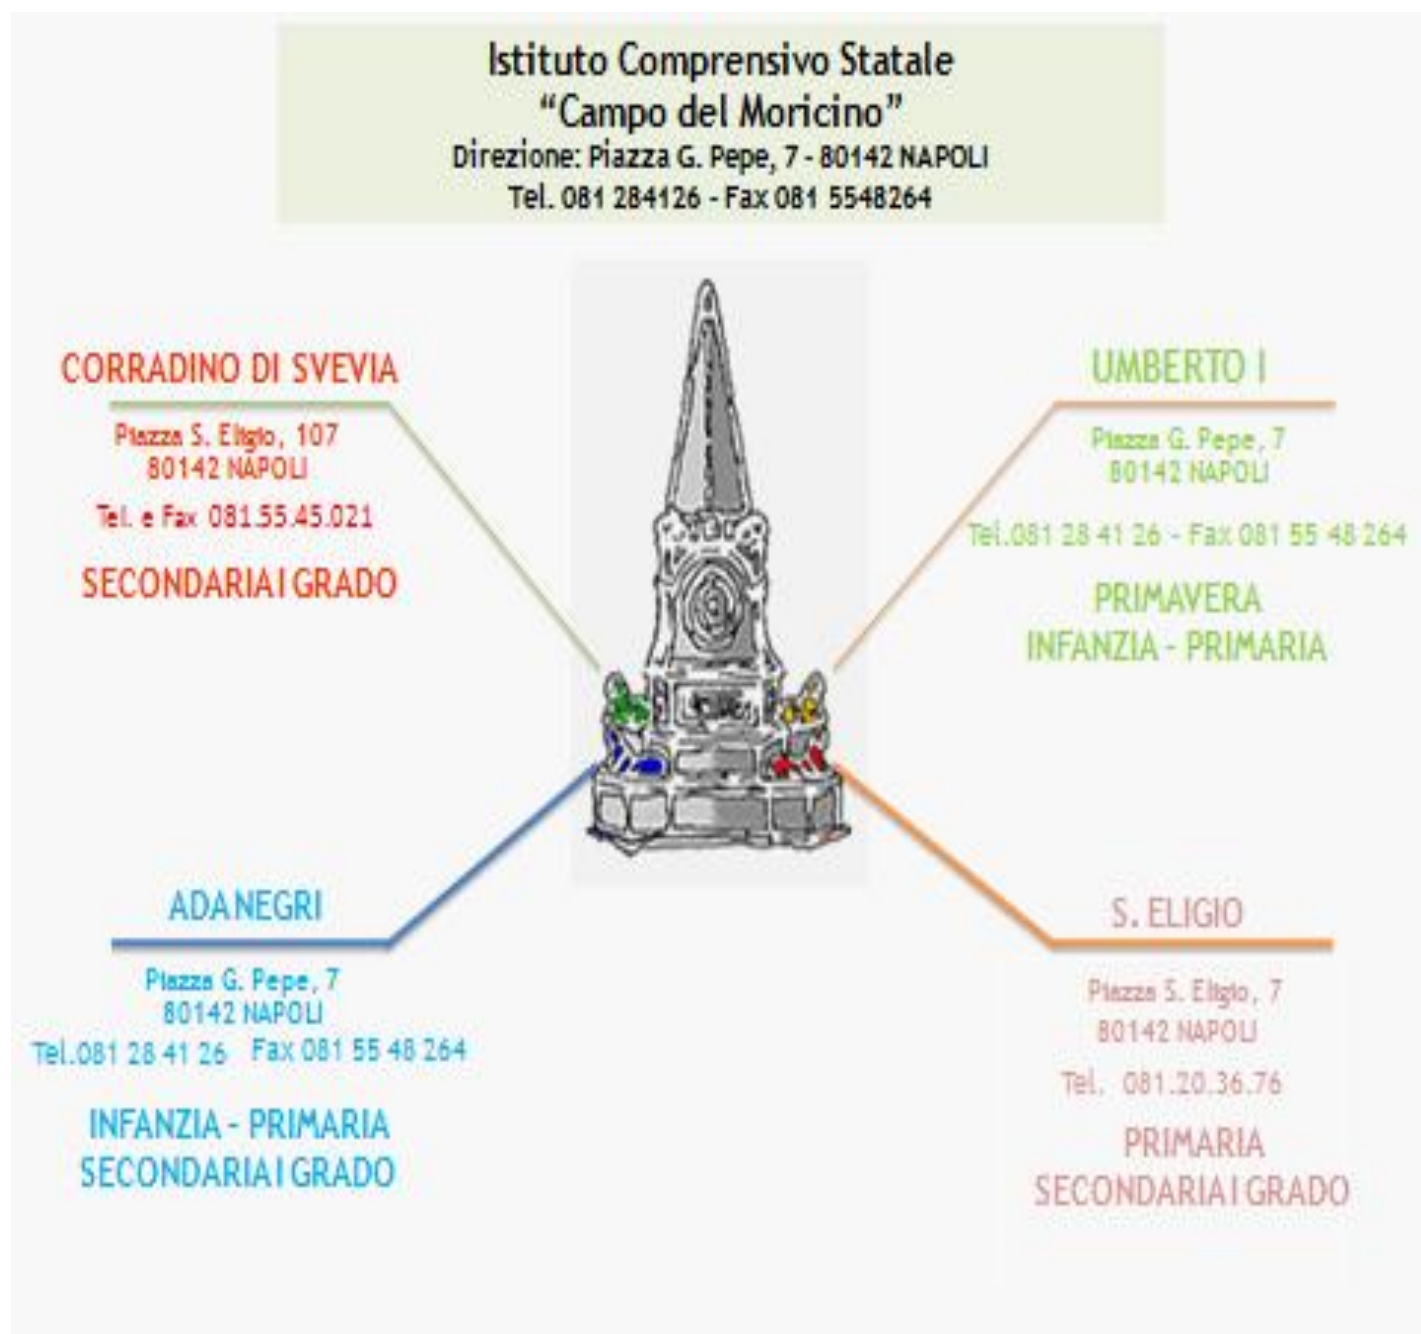 Istituto Comprensivo Statale
“Campo del Moricino”
Direzione: Piazza G. Pepe, 7 - 80142 NAPOLI
Tel. 081 284126 - Fax 081 5548264
CORRADINO DI SVEVIA
Piazza S. Eligio, 107
80142 NAPOLI
Tel. e Fax 081.55.45.021
SECONDARIA I GRADO
UMBERTO I
Piazza G. Pepe, 7
80142 NAPOLI
Tel.081 28 41 26 - Fax 081 55 48 264
PRIMAVERA
INFANZIA - PRIMARIA
ADA NEGRI
Piazza G. Pepe, 7
80142 NAPOLI
Tel.081 28 41 26 Fax 081 55 48 264
INFANZIA - PRIMARIA
SECONDARIA I GRADO
S. ELIGIO
Piazza S. Eligio, 7
80142 NAPOLI
Tel. 081.20.36.76
PRIMARIA
SECONDARIA I GRADO